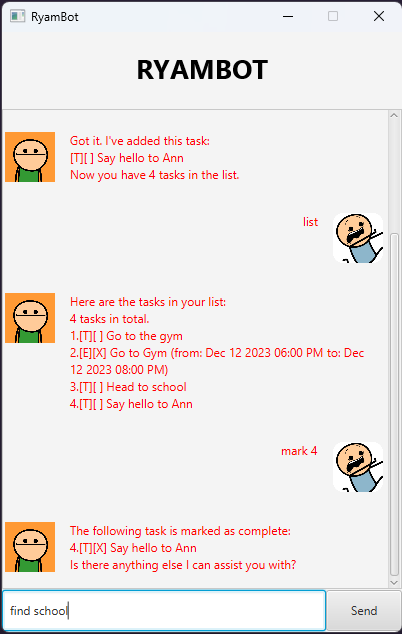 RyamBot
RYAMBOT
Got it. I've added this task:
[T][ ] Say hello to Ann
Now you have 4 tasks in the list.
list
Here are the tasks in your list:
4 tasks in total.
1.[T][ ] Go to the gym
2.[E][X] Go to Gym (from: Dec 12 2023 06:00 PM to: Dec
12 2023 08:00 PM)
3.[T][ ] Head to school
4.[T][ ] Say hello to Ann
mark 4
The following task is marked as complete:
4.[T][X] Say hello to Ann
Is there anything else I can assist you with?
find school
Send